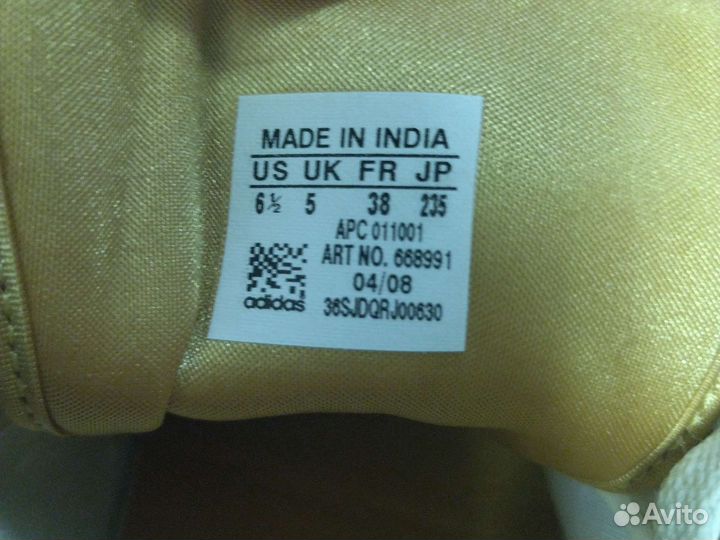 MADE IN INDIA
US UK FR JP
6½ 5 38 235
APC 011001
ART NO. 668991
04/08
adidas 36SJDQRJ00630
Avito